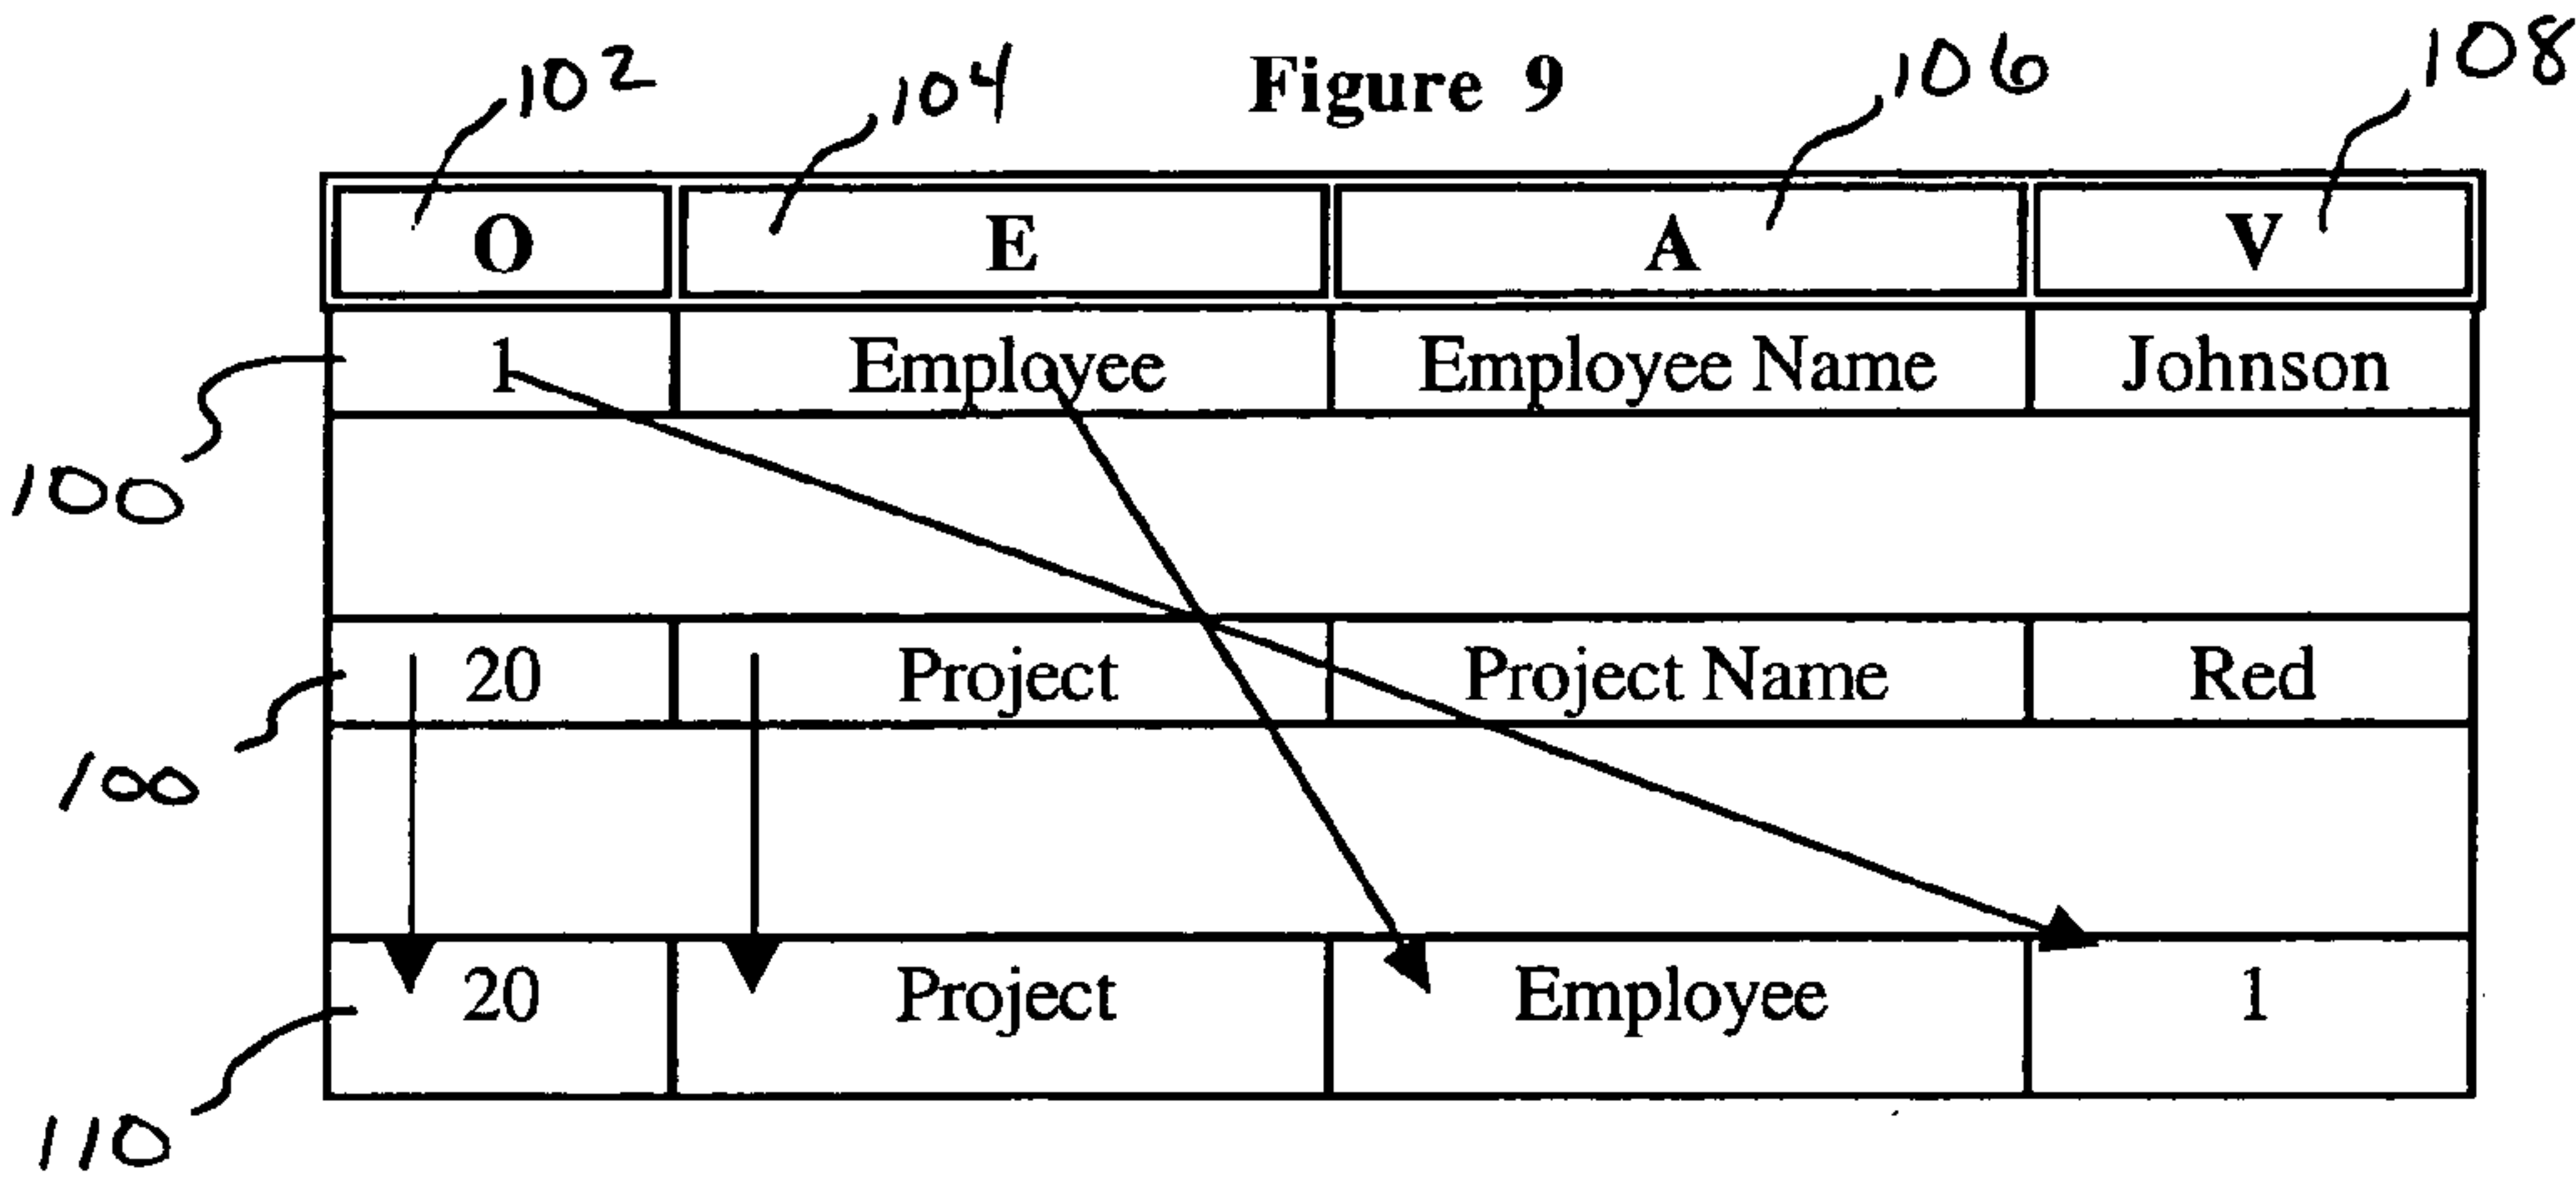 102 104 Figure 9 106 108
O E A V
1 Employee Employee Name Johnson
100
20 Project Project Name Red
100
20 Project Employee 1
110